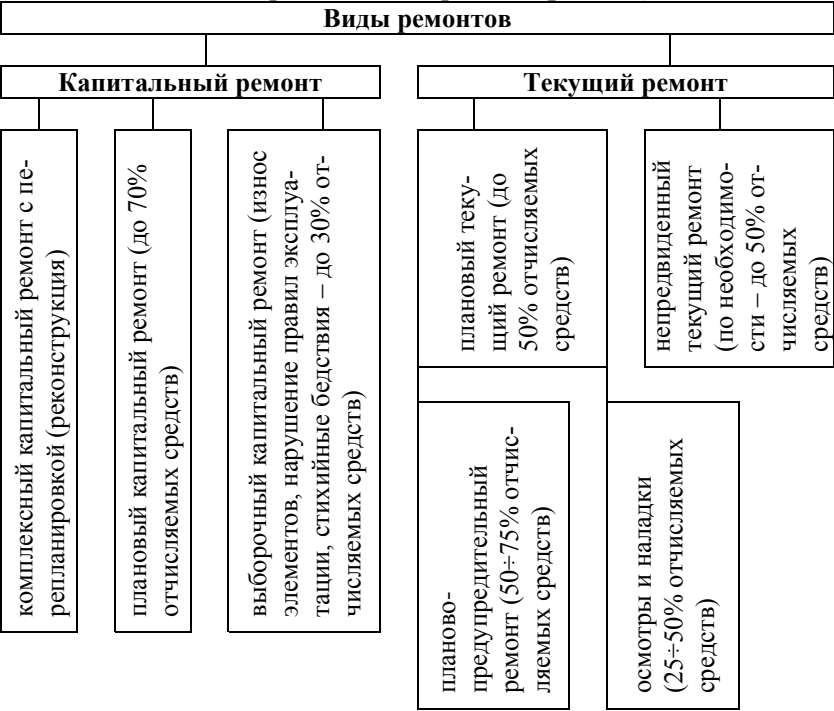 Виды ремонтов
Капитальный ремонт
Текущий ремонт
комплексный капитальный ремонт с пе-
репланировкой (реконструкция)
плановый капитальный ремонт (до 70%
отчисляемых средств)
выборочный капитальный ремонт (износ
элементов, нарушение правил эксплуа-
тации, стихийные бедствия – до 30% от-
числяемых средств)
плановый теку-
щий ремонт (до
50% отчисляемых
средств)
непредвиденный
текущий ремонт
(по необходимо-
сти – до 50% от-
числяемых
средств)
планово-
предупредительный
ремонт (50÷75% отчис-
ляемых средств)
осмотры и наладки
(25÷50% отчисляемых
средств)